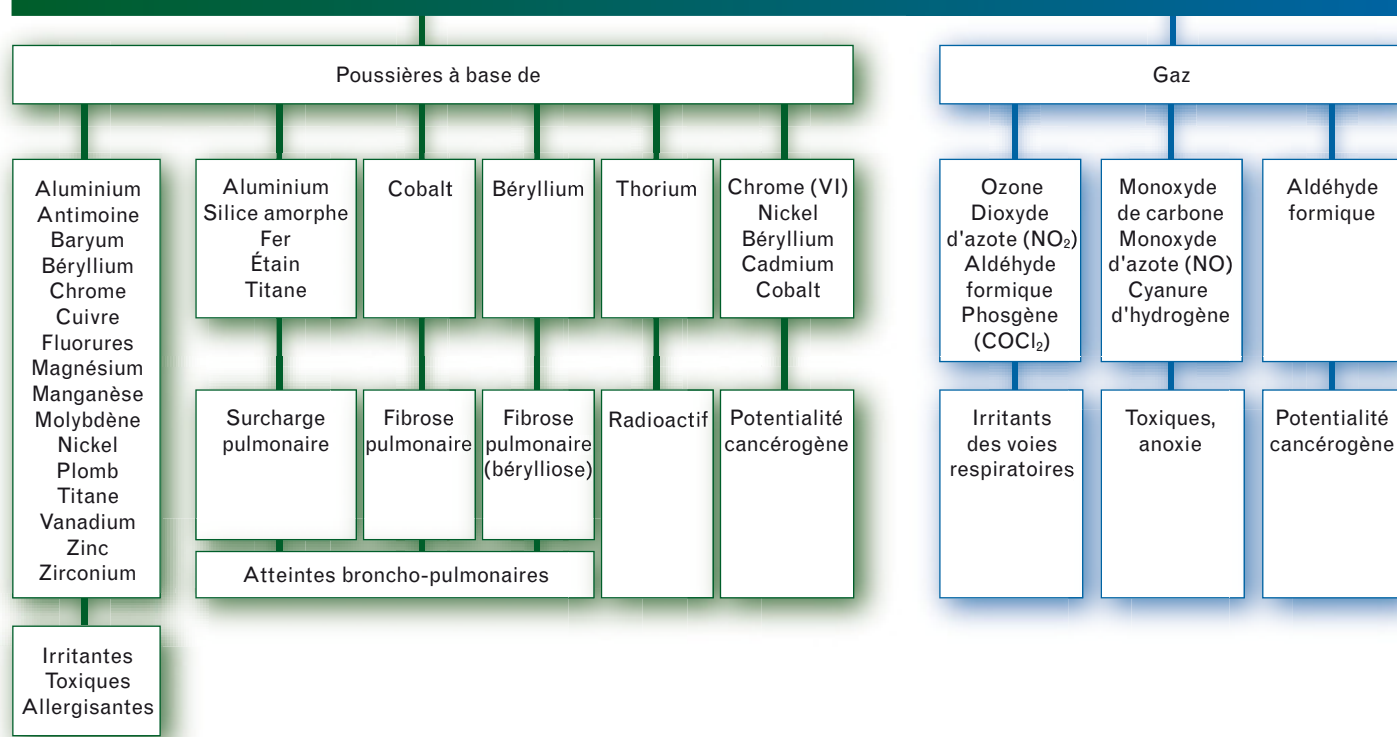 Poussières à base de
Aluminium
Antimoine
Baryum
Béryllium
Chrome
Cuivre
Fluorures
Magnésium
Manganèse
Molybdène
Nickel
Plomb
Titane
Vanadium
Zinc
Zirconium
Irritantes
Toxiques
Allergisantes
Aluminium
Silice amorphe
Fer
Étain
Titane
Surcharge
pulmonaire
Cobalt
Fibrose
pulmonaire
Béryllium
Fibrose
pulmonaire
(bérylliose)
Atteintes broncho-pulmonaires
Thorium
Radioactif
Chrome (VI)
Nickel
Béryllium
Cadmium
Cobalt
Potentialité
cancérogène
Gaz
Ozone
Dioxyde
d'azote (NO₂)
Aldéhyde
formique
Phosgène
(COCl₂)
Irritants
des voies
respiratoires
Monoxyde
de carbone
Monoxyde
d'azote (NO)
Cyanure
d'hydrogène
Toxiques,
anoxie
Aldéhyde
formique
Potentialité
cancérogène